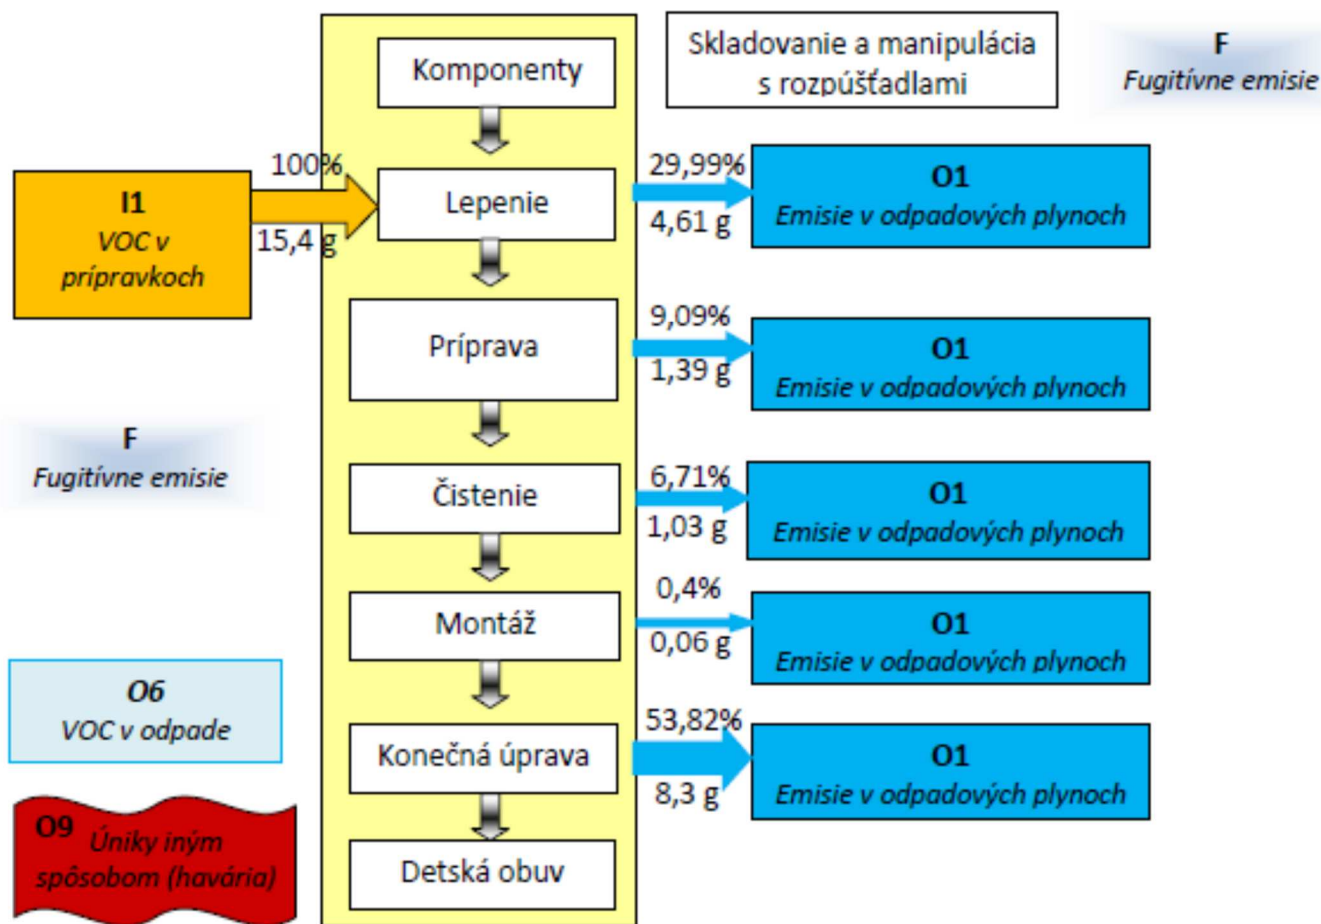 Komponenty
Skladovanie a manipulácia
s rozpúšťadlami
F
Fugitívne emisie
I1
VOC v
prípravkoch
100%
15,4 g
Lepenie
29,99%
4,61 g
O1
Emisie v odpadových plynoch
Príprava
9,09%
1,39 g
O1
Emisie v odpadových plynoch
F
Fugitívne emisie
Čistenie
6,71%
1,03 g
O1
Emisie v odpadových plynoch
Montáž
0,4%
0,06 g
O1
Emisie v odpadových plynoch
O6
VOC v odpade
Konečná úprava
53,82%
8,3 g
O1
Emisie v odpadových plynoch
O9 Úniky iným
spôsobom (havária)
Detská obuv